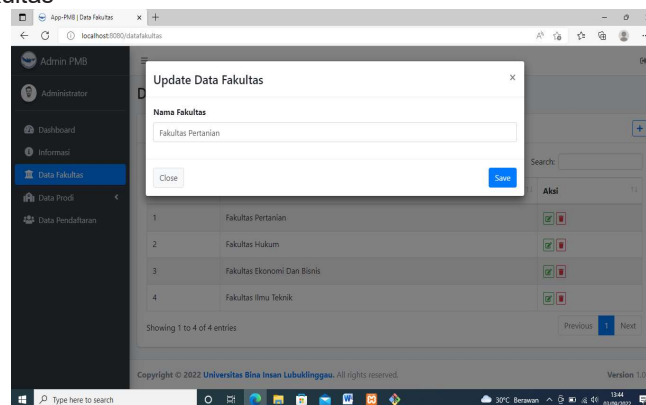 App-PMB | Data Fakultas
localhost:8080/datafakultas
Admin PMB
Update Data Fakultas
×
Administrator
Nama Fakultas
Fakultas Pertanian
Dashboard
Informasi
Search:
Data Fakultas
Close
Save
Data Prodi
Aksi
Data Pendaftaran
1 Fakultas Pertanian
2 Fakultas Hukum
3 Fakultas Ekonomi Dan Bisnis
4 Fakultas Ilmu Teknik
Showing 1 to 4 of 4 entries
Previous 1 Next
Copyright © 2022 Universitas Bina Insan Lubuklinggau. All rights reserved. Version 1.0
Type here to search
30°C Berawan
13:44
01/09/2022